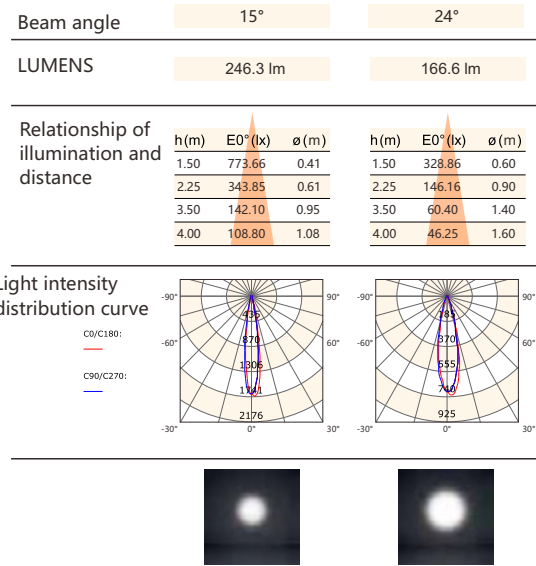 Beam angle 15° 24°
LUMENS 246.3 lm 166.6 lm
Relationship of
illumination and
distance
h(m) E0°(lx) ø(m)
1.50 773.66 0.41
2.25 343.85 0.61
3.50 142.10 0.95
4.00 108.80 1.08
h(m) E0°(lx) ø(m)
1.50 328.86 0.60
2.25 146.16 0.90
3.50 60.40 1.40
4.00 46.25 1.60
Light intensity
distribution curve
C0/C180:
C90/C270:
-90° 90°
435
-60° 870 60°
1306
1741
2176
-30° 0° 30°
-90° 90°
185
-60° 370 60°
555
740
925
-30° 0° 30°